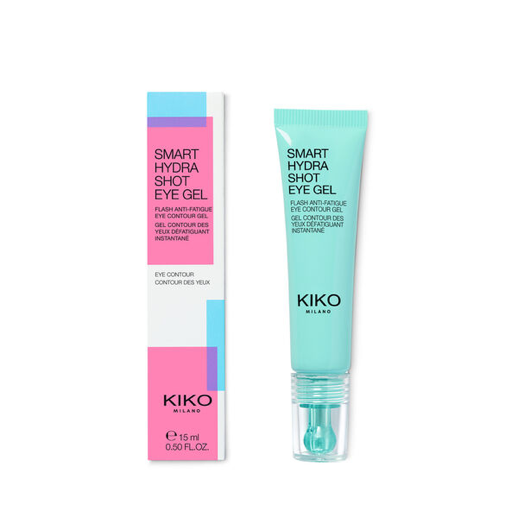 SMART
HYDRA
SHOT
EYE GEL
FLASH ANTI-FATIGUE
EYE CONTOUR GEL
GEL CONTOUR DES
YEUX DÉFATIGUANT
INSTANTANÉ
EYE CONTOUR
CONTOUR DES YEUX
KIKO
MILANO
℮ 15 ml
0.50 FL.OZ.
SMART
HYDRA
SHOT
EYE GEL
FLASH ANTI-FATIGUE
EYE CONTOUR GEL
GEL CONTOUR DES
YEUX DÉFATIGUANT
INSTANTANÉ
KIKO
MILANO